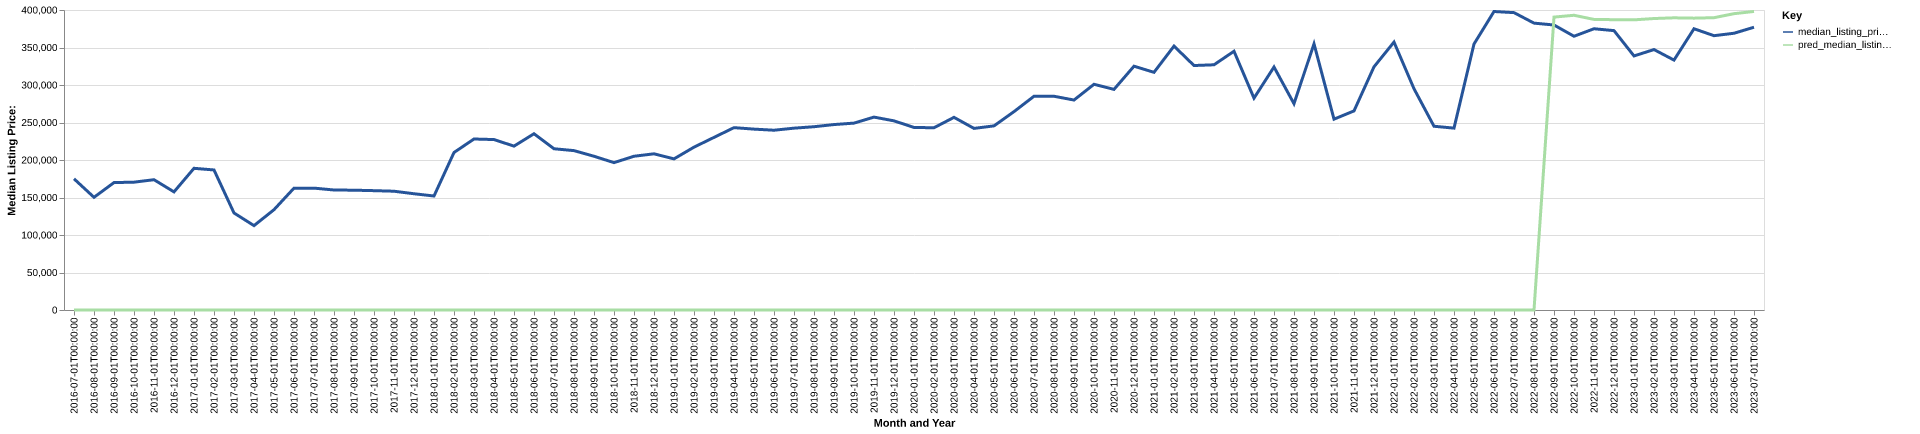 400,000
350,000
300,000
250,000
200,000
150,000
100,000
50,000
0
Median Listing Price:
2016-07-01T00:00:00
2016-08-01T00:00:00
2016-09-01T00:00:00
2016-10-01T00:00:00
2016-11-01T00:00:00
2016-12-01T00:00:00
2017-01-01T00:00:00
2017-02-01T00:00:00
2017-03-01T00:00:00
2017-04-01T00:00:00
2017-05-01T00:00:00
2017-06-01T00:00:00
2017-07-01T00:00:00
2017-08-01T00:00:00
2017-09-01T00:00:00
2017-10-01T00:00:00
2017-11-01T00:00:00
2017-12-01T00:00:00
2018-01-01T00:00:00
2018-02-01T00:00:00
2018-03-01T00:00:00
2018-04-01T00:00:00
2018-05-01T00:00:00
2018-06-01T00:00:00
2018-07-01T00:00:00
2018-08-01T00:00:00
2018-09-01T00:00:00
2018-10-01T00:00:00
2018-11-01T00:00:00
2018-12-01T00:00:00
2019-01-01T00:00:00
2019-02-01T00:00:00
2019-03-01T00:00:00
2019-04-01T00:00:00
2019-05-01T00:00:00
2019-06-01T00:00:00
2019-07-01T00:00:00
2019-08-01T00:00:00
2019-09-01T00:00:00
2019-10-01T00:00:00
2019-11-01T00:00:00
2019-12-01T00:00:00
2020-01-01T00:00:00
2020-02-01T00:00:00
2020-03-01T00:00:00
2020-04-01T00:00:00
2020-05-01T00:00:00
2020-06-01T00:00:00
2020-07-01T00:00:00
2020-08-01T00:00:00
2020-09-01T00:00:00
2020-10-01T00:00:00
2020-11-01T00:00:00
2020-12-01T00:00:00
2021-01-01T00:00:00
2021-02-01T00:00:00
2021-03-01T00:00:00
2021-04-01T00:00:00
2021-05-01T00:00:00
2021-06-01T00:00:00
2021-07-01T00:00:00
2021-08-01T00:00:00
2021-09-01T00:00:00
2021-10-01T00:00:00
2021-11-01T00:00:00
2021-12-01T00:00:00
2022-01-01T00:00:00
2022-02-01T00:00:00
2022-03-01T00:00:00
2022-04-01T00:00:00
2022-05-01T00:00:00
2022-06-01T00:00:00
2022-07-01T00:00:00
2022-08-01T00:00:00
2022-09-01T00:00:00
2022-10-01T00:00:00
2022-11-01T00:00:00
2022-12-01T00:00:00
2023-01-01T00:00:00
2023-02-01T00:00:00
2023-03-01T00:00:00
2023-04-01T00:00:00
2023-05-01T00:00:00
2023-06-01T00:00:00
2023-07-01T00:00:00
Month and Year
Key
median_listing_pri…
pred_median_listin…